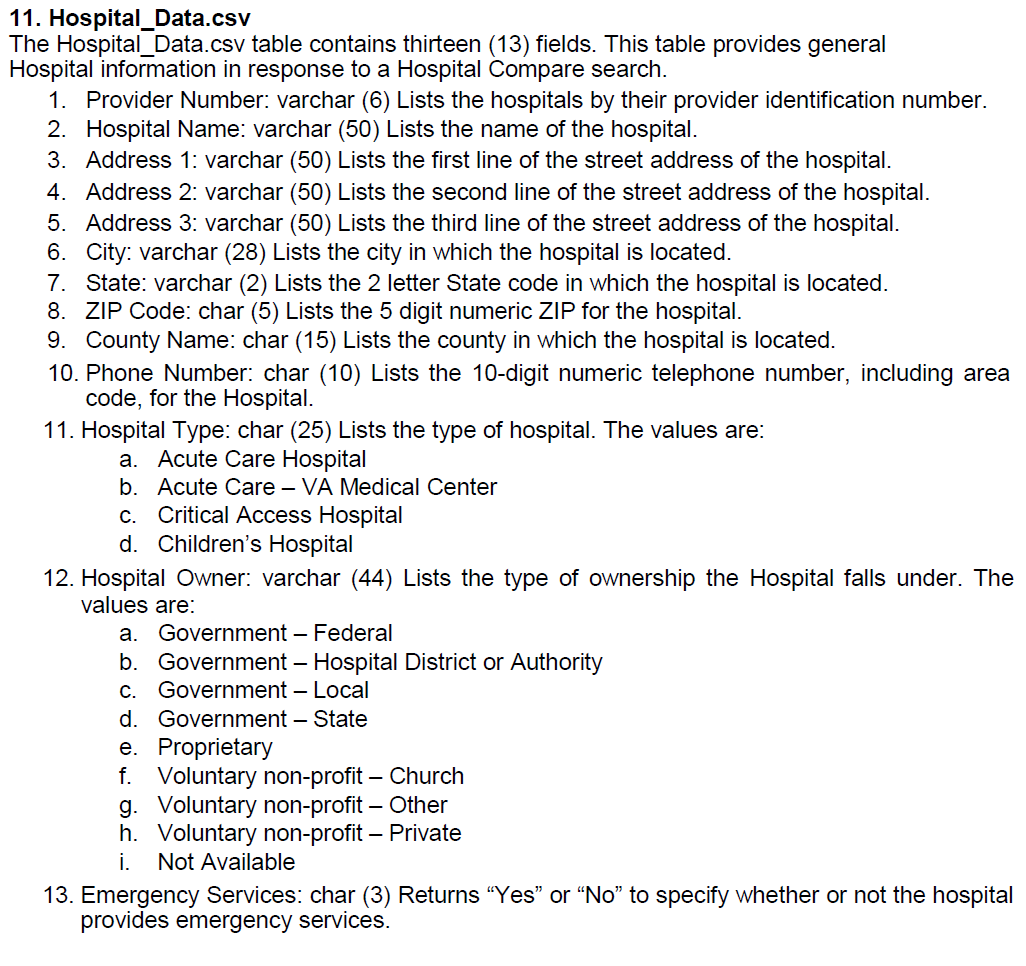 11. Hospital_Data.csv
The Hospital_Data.csv table contains thirteen (13) fields. This table provides general
Hospital information in response to a Hospital Compare search.
1. Provider Number: varchar (6) Lists the hospitals by their provider identification number.
2. Hospital Name: varchar (50) Lists the name of the hospital.
3. Address 1: varchar (50) Lists the first line of the street address of the hospital.
4. Address 2: varchar (50) Lists the second line of the street address of the hospital.
5. Address 3: varchar (50) Lists the third line of the street address of the hospital.
6. City: varchar (28) Lists the city in which the hospital is located.
7. State: varchar (2) Lists the 2 letter State code in which the hospital is located.
8. ZIP Code: char (5) Lists the 5 digit numeric ZIP for the hospital.
9. County Name: char (15) Lists the county in which the hospital is located.
10. Phone Number: char (10) Lists the 10-digit numeric telephone number, including area
code, for the Hospital.
11. Hospital Type: char (25) Lists the type of hospital. The values are:
a. Acute Care Hospital
b. Acute Care – VA Medical Center
c. Critical Access Hospital
d. Children’s Hospital
12. Hospital Owner: varchar (44) Lists the type of ownership the Hospital falls under. The
values are:
a. Government – Federal
b. Government – Hospital District or Authority
c. Government – Local
d. Government – State
e. Proprietary
f. Voluntary non-profit – Church
g. Voluntary non-profit – Other
h. Voluntary non-profit – Private
i. Not Available
13. Emergency Services: char (3) Returns “Yes” or “No” to specify whether or not the hospital
provides emergency services.